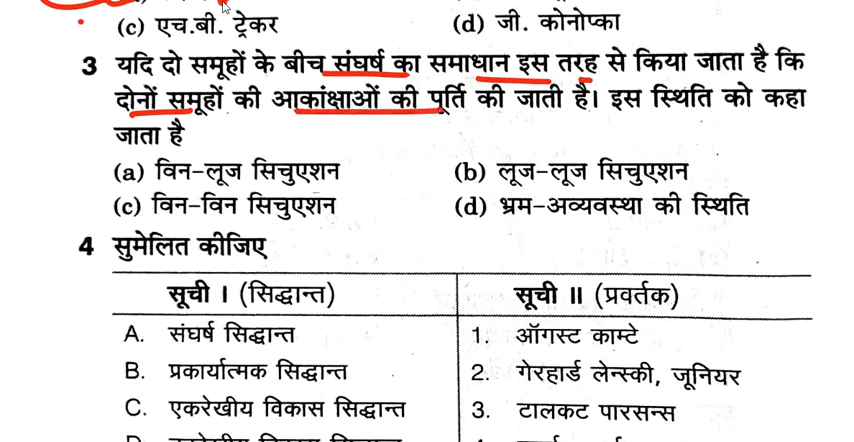 (c) एच.बी. ट्रेकर (d) जी. कोनोप्का
3 यदि दो समूहों के बीच संघर्ष का समाधान इस तरह से किया जाता है कि
दोनों समूहों की आकांक्षाओं की पूर्ति की जाती है। इस स्थिति को कहा
जाता है
(a) विन-लूज सिचुएशन (b) लूज-लूज सिचुएशन
(c) विन-विन सिचुएशन (d) भ्रम-अव्यवस्था की स्थिति
4 सुमेलित कीजिए
सूची I (सिद्धान्त) सूची II (प्रवर्तक)
A. संघर्ष सिद्धान्त 1. ऑगस्ट काम्टे
B. प्रकार्यात्मक सिद्धान्त 2. गेरहार्ड लेन्स्की, जूनियर
C. एकरेखीय विकास सिद्धान्त 3. टालकट पारसन्स